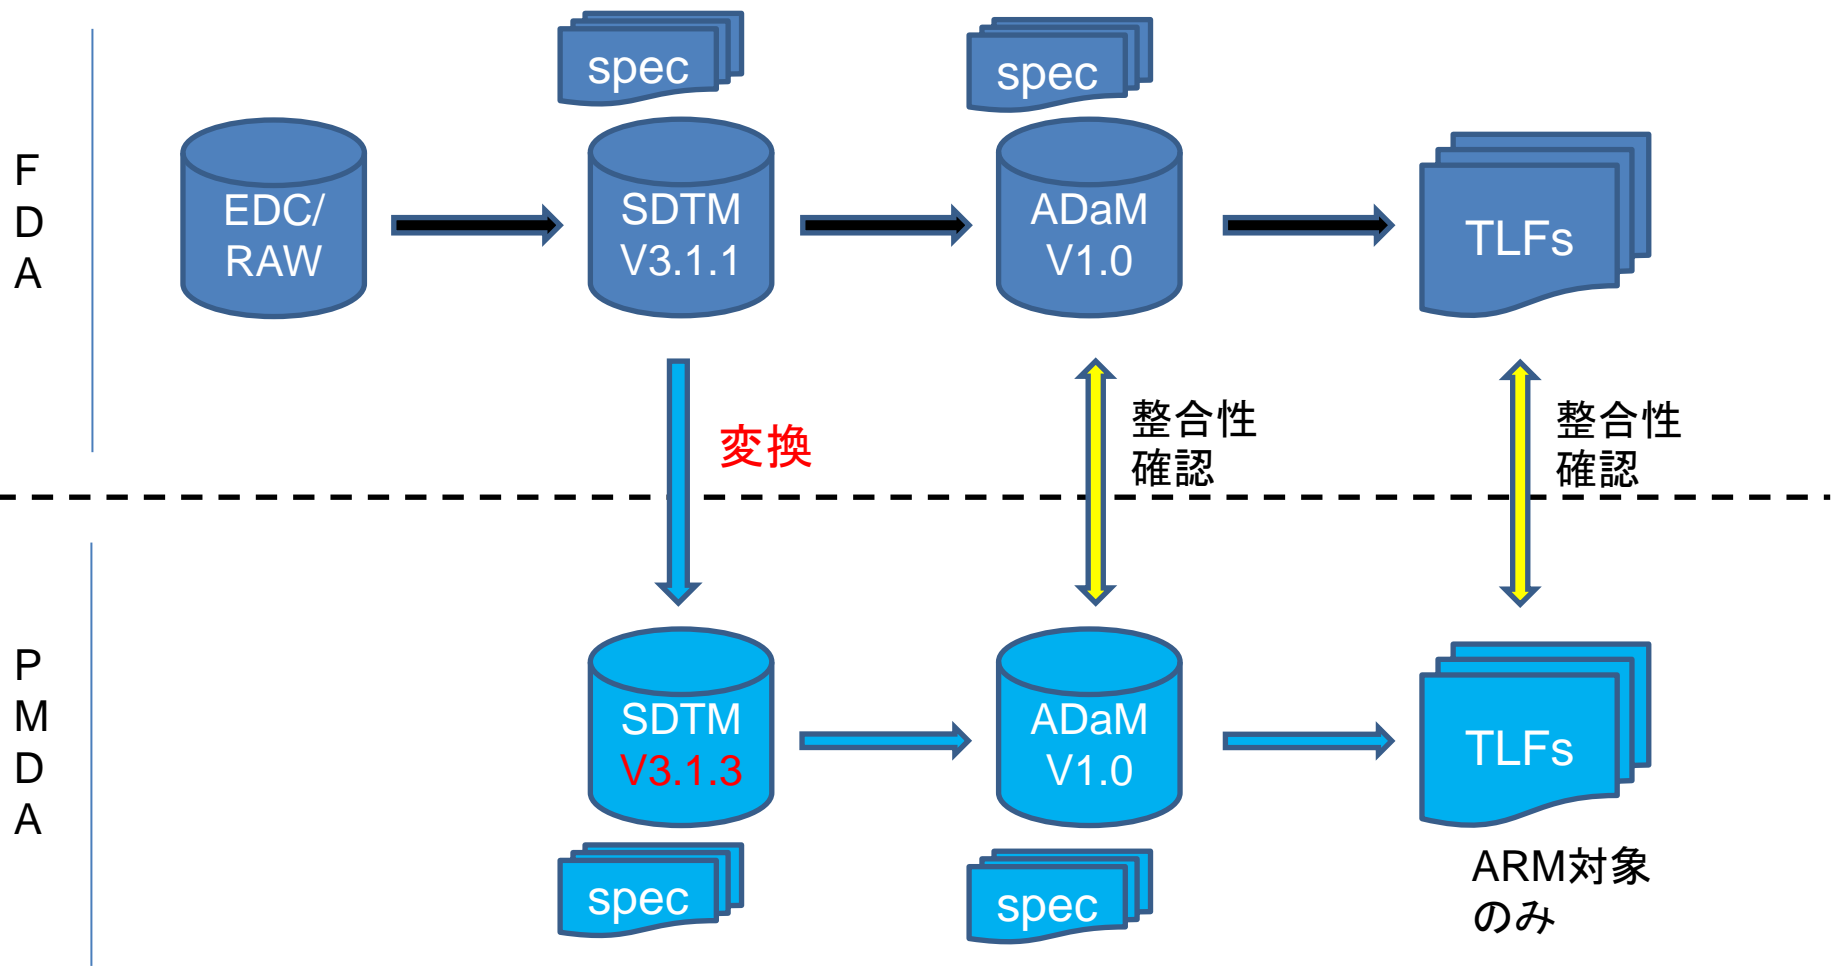 spec
spec
F
D
A
EDC/
RAW
SDTM
V3.1.1
ADaM
V1.0
TLFs
変換
整合性
確認
整合性
確認
P
M
D
A
SDTM
V3.1.3
ADaM
V1.0
TLFs
spec
spec
ARM対象
のみ